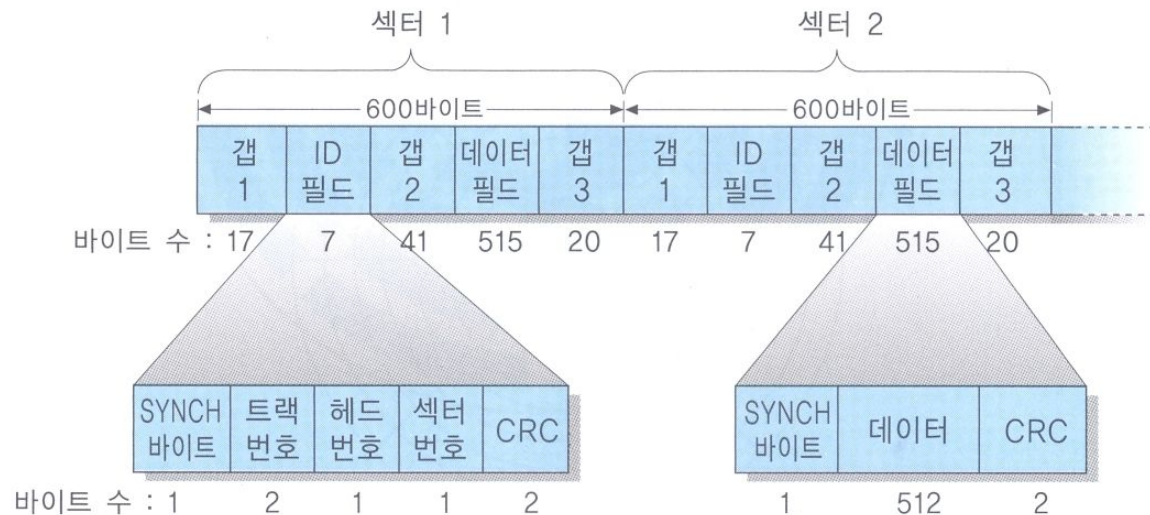 섹터 1 섹터 2
600바이트 600바이트
갭 1 ID 필드 갭 2 데이터 필드 갭 3 갭 1 ID 필드 갭 2 데이터 필드 갭 3
바이트 수 : 17 7 41 515 20 17 7 41 515 20
SYNCH 바이트 트랙 번호 헤드 번호 섹터 번호 CRC SYNCH 바이트 데이터 CRC
바이트 수 : 1 2 1 1 2 1 512 2